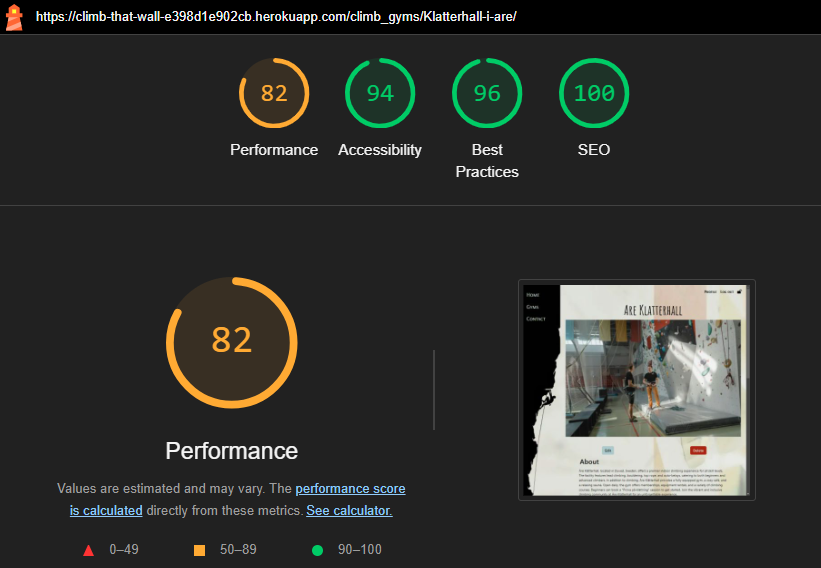 https://climb-that-wall-e398d1e902cb.herokuapp.com/climb_gyms/Klatterhall-i-are/
82
94
96
100
Performance
Accessibility
Best
Practices
SEO
82
Performance
Values are estimated and may vary. The performance score
is calculated directly from these metrics. See calculator.
0–49
50–89
90–100
Home
Gyms
Contact
Are Klatterhall
Edit
Delete
About